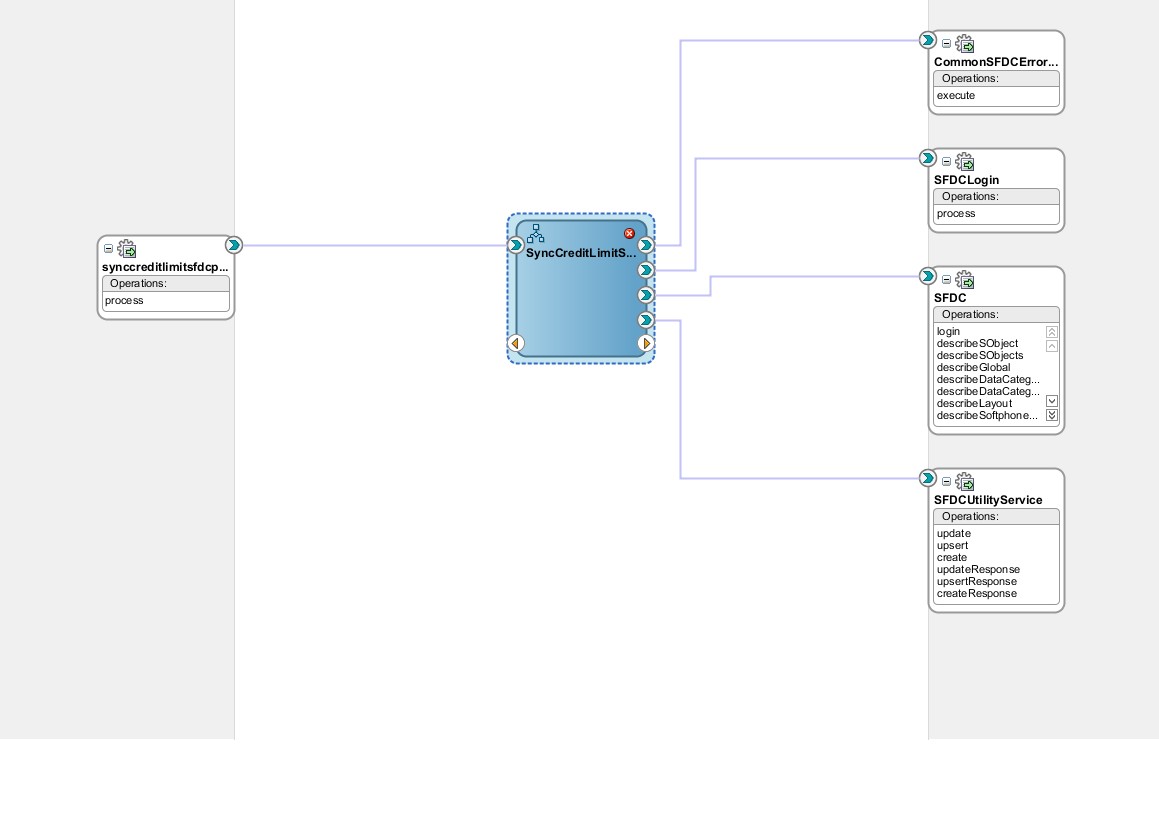 synccreditlimitsfdcp...
Operations:
process
SyncCreditLimitS...
CommonSFDCError...
Operations:
execute
SFDCLogin
Operations:
process
SFDC
Operations:
login
describeSObject
describeSObjects
describeGlobal
describeDataCateg...
describeDataCateg...
describeLayout
describeSoftphone...
SFDCUtilityService
Operations:
update
upsert
create
updateResponse
upsertResponse
createResponse